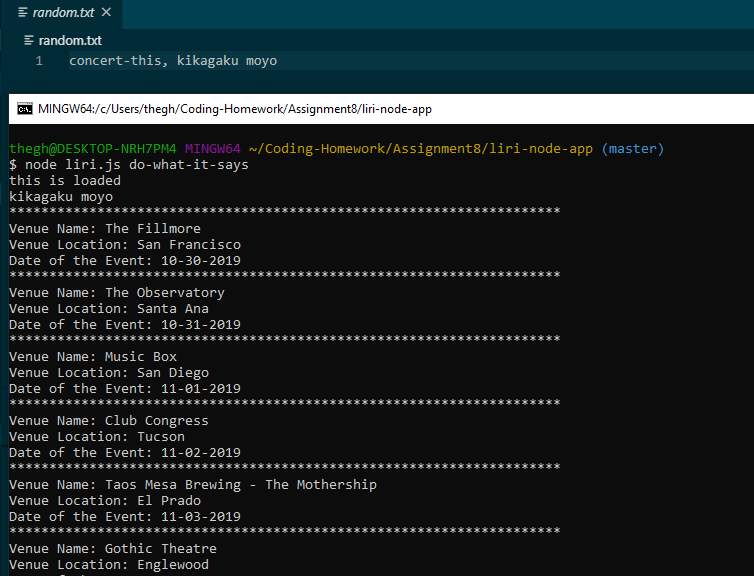 random.txt
random.txt
1 concert-this, kikagaku moyo
MINGW64:/c/Users/thegh/Coding-Homework/Assignment8/liri-node-app
thegh@DESKTOP-NRH7PM4 MINGW64 ~/Coding-Homework/Assignment8/liri-node-app (master)
$ node liri.js do-what-it-says
this is loaded
kikagaku moyo
*********************************************************************
Venue Name: The Fillmore
Venue Location: San Francisco
Date of the Event: 10-30-2019
*********************************************************************
Venue Name: The Observatory
Venue Location: Santa Ana
Date of the Event: 10-31-2019
*********************************************************************
Venue Name: Music Box
Venue Location: San Diego
Date of the Event: 11-01-2019
*********************************************************************
Venue Name: Club Congress
Venue Location: Tucson
Date of the Event: 11-02-2019
*********************************************************************
Venue Name: Taos Mesa Brewing - The Mothership
Venue Location: El Prado
Date of the Event: 11-03-2019
*********************************************************************
Venue Name: Gothic Theatre
Venue Location: Englewood